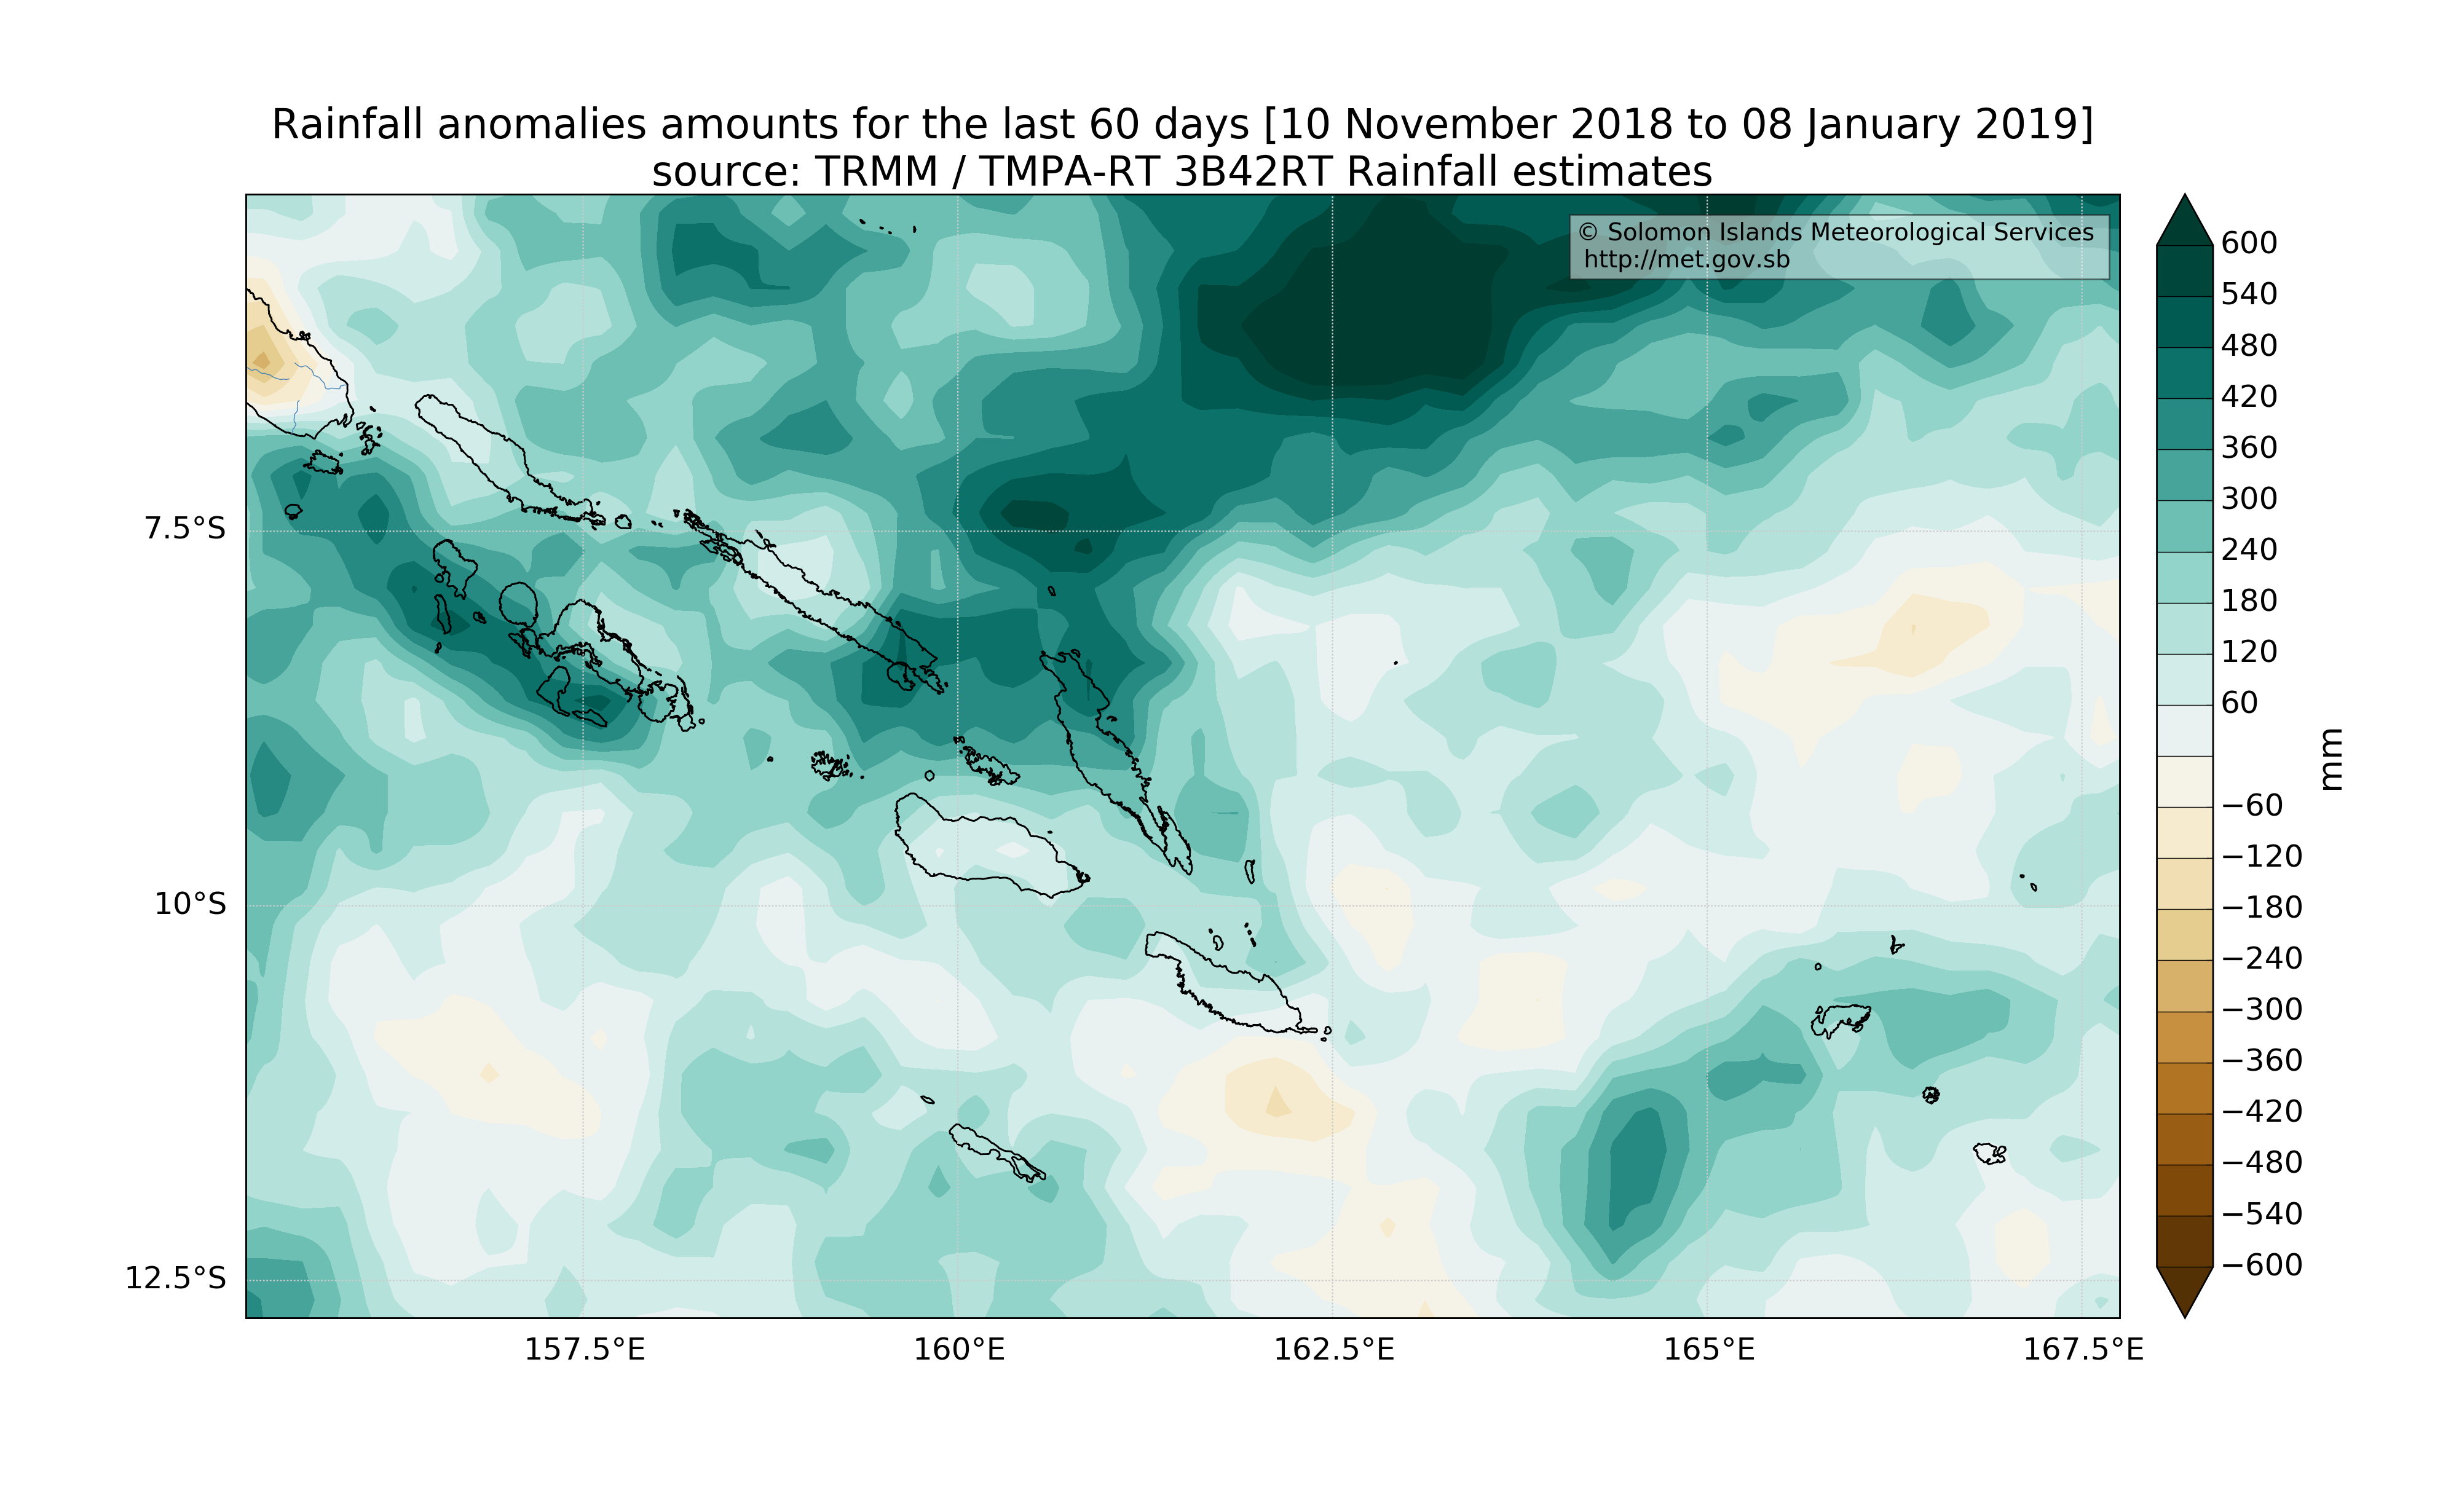 Rainfall anomalies amounts for the last 60 days [10 November 2018 to 08 January 2019]
source: TRMM / TMPA-RT 3B42RT Rainfall estimates
© Solomon Islands Meteorological Services
http://met.gov.sb
7.5°S
10°S
12.5°S
157.5°E
160°E
162.5°E
165°E
167.5°E
600
540
480
420
360
300
240
180
120
60
−60
−120
−180
−240
−300
−360
−420
−480
−540
−600
mm